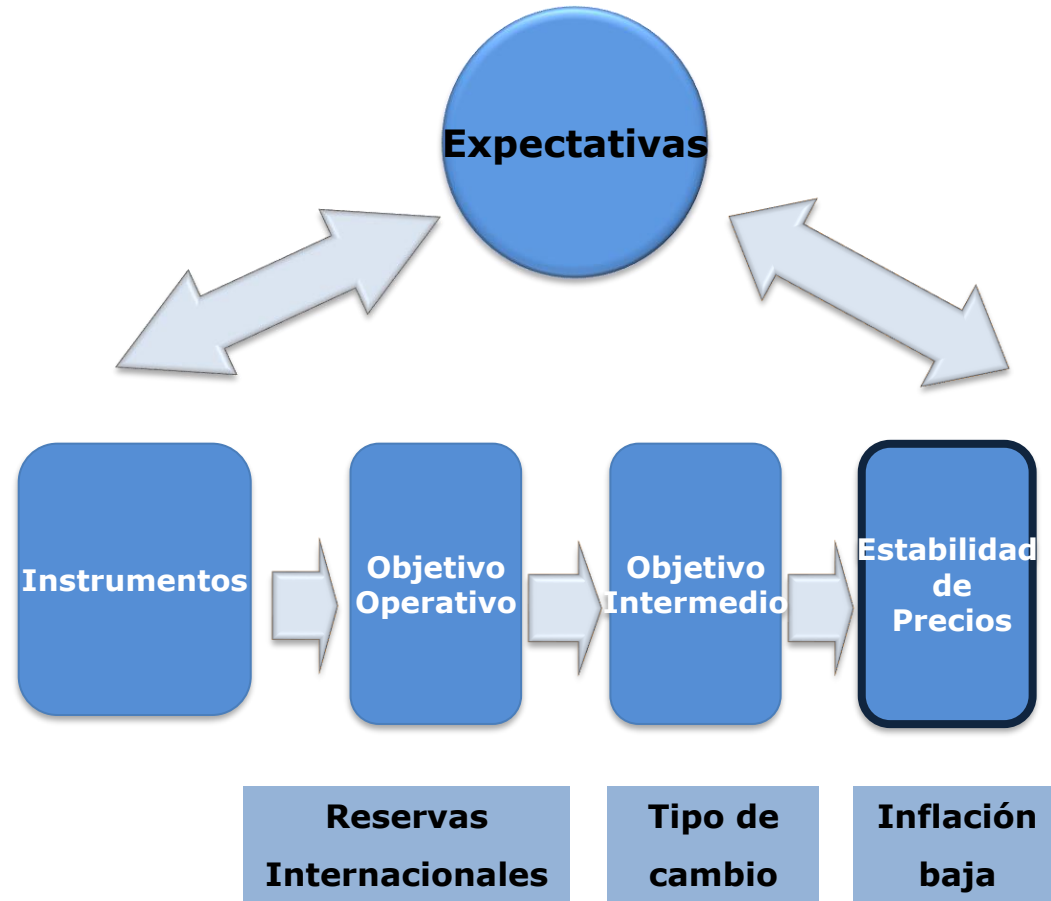 Expectativas
Instrumentos
Objetivo
Operativo
Objetivo
Intermedio
Estabilidad
de
Precios
Reservas
Internacionales
Tipo de
cambio
Inflación
baja